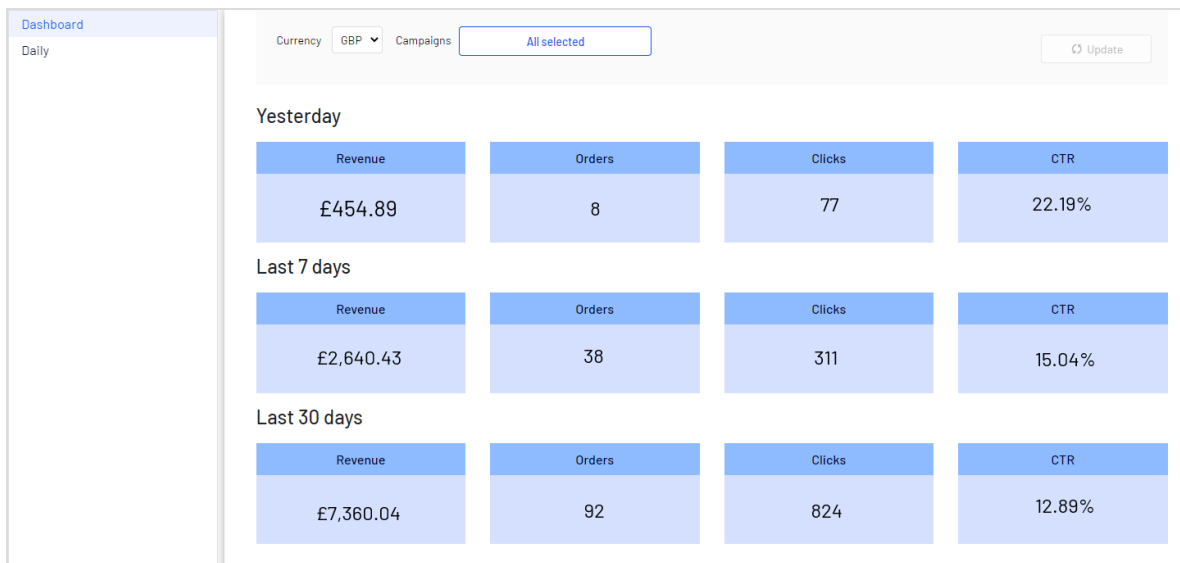 Dashboard
Daily
Currency GBP Campaigns All selected
Update
Yesterday
Revenue Orders Clicks CTR
£454.89 8 77 22.19%
Last 7 days
Revenue Orders Clicks CTR
£2,640.43 38 311 15.04%
Last 30 days
Revenue Orders Clicks CTR
£7,360.04 92 824 12.89%